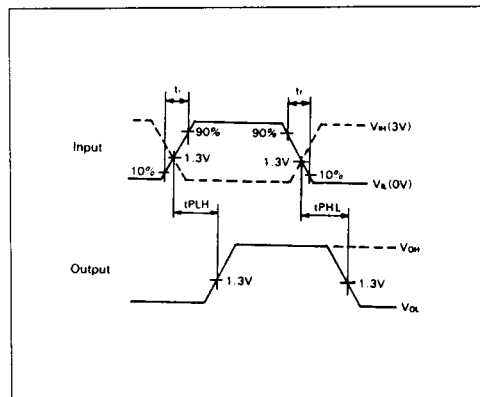 tr
tf
90%
90%
VIH(3V)
Input
1.3V
1.3V
10%
10%
VIL(0V)
tPLH
tPHL
VOH
Output
1.3V
1.3V
VOL